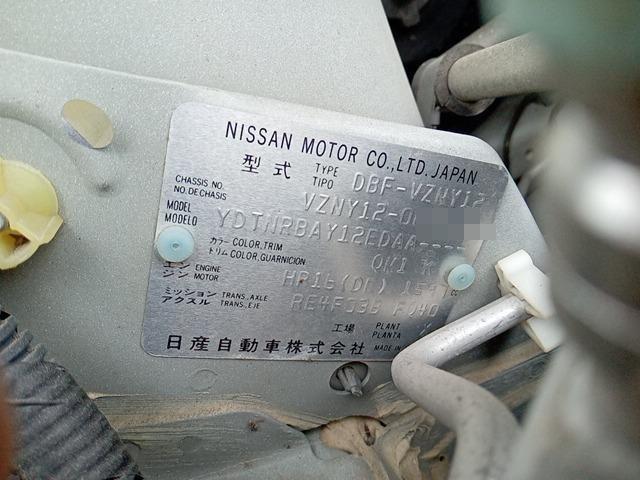 NISSAN MOTOR CO.,LTD. JAPAN
型式 TYPE TIPO DBF-VZNY12
CHASSIS NO. NO.DE CHASIS VZNY12-0
MODEL MODELO YDTNRBAY12EDAA----
カラー COLOR,TRIM トリム COLOR,GUARNICION QK1 K
エンジン ENGINE MOTOR HR16(DE) 1597 cc
ミッション TRANS. AXLE アクスル TRANS. EJE RE4F03B
工場 PLANT PLANTA
日産自動車株式会社 MADE IN